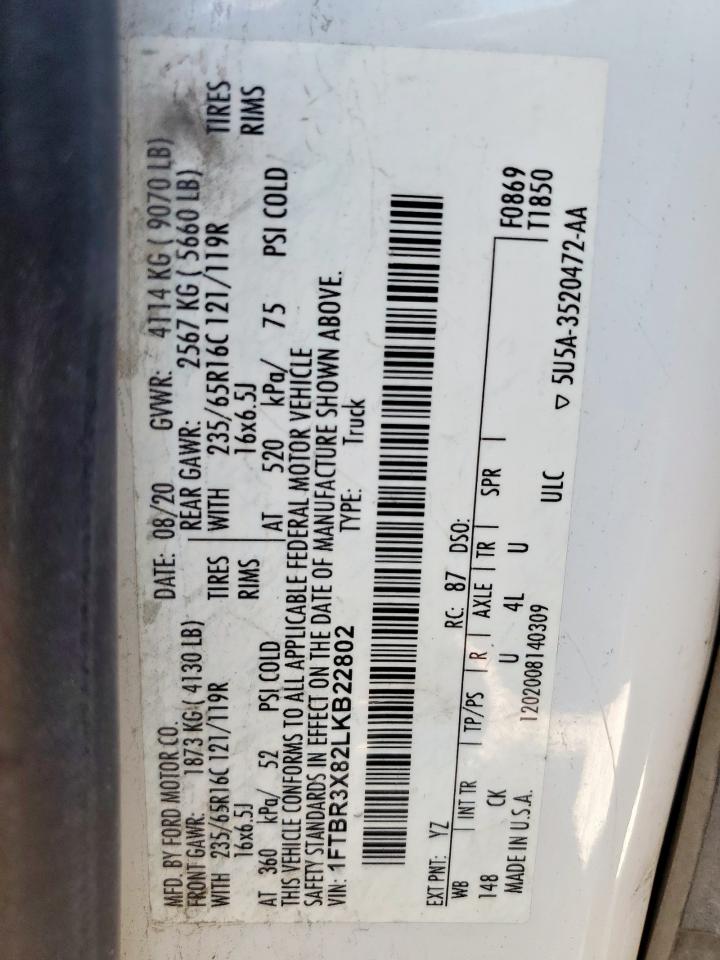 MFD. BY FORD MOTOR CO. DATE: 08/20 GVWR: 4114 KG ( 9070 LB)
FRONT GAWR: 1873 KG ( 4130 LB) REAR GAWR: 2567 KG ( 5660 LB)
WITH 235/65R16C 121/119R TIRES WITH 235/65R16C 121/119R TIRES
16x6.5J RIMS 16x6.5J RIMS
AT 360 kPa/ 52 PSI COLD AT 520 kPa/ 75 PSI COLD
THIS VEHICLE CONFORMS TO ALL APPLICABLE FEDERAL MOTOR VEHICLE
SAFETY STANDARDS IN EFFECT ON THE DATE OF MANUFACTURE SHOWN ABOVE.
VIN: 1FTBR3X82LKB22802 TYPE: Truck
EXT PNT: YZ RC: 87 DSO:
WB INT TR TP/PS R AXLE TR SPR F0869
148 CK U 4L U T1850
MADE IN U.S.A. 1202008140309 ULC ▽ 5U5A-3520472-AA